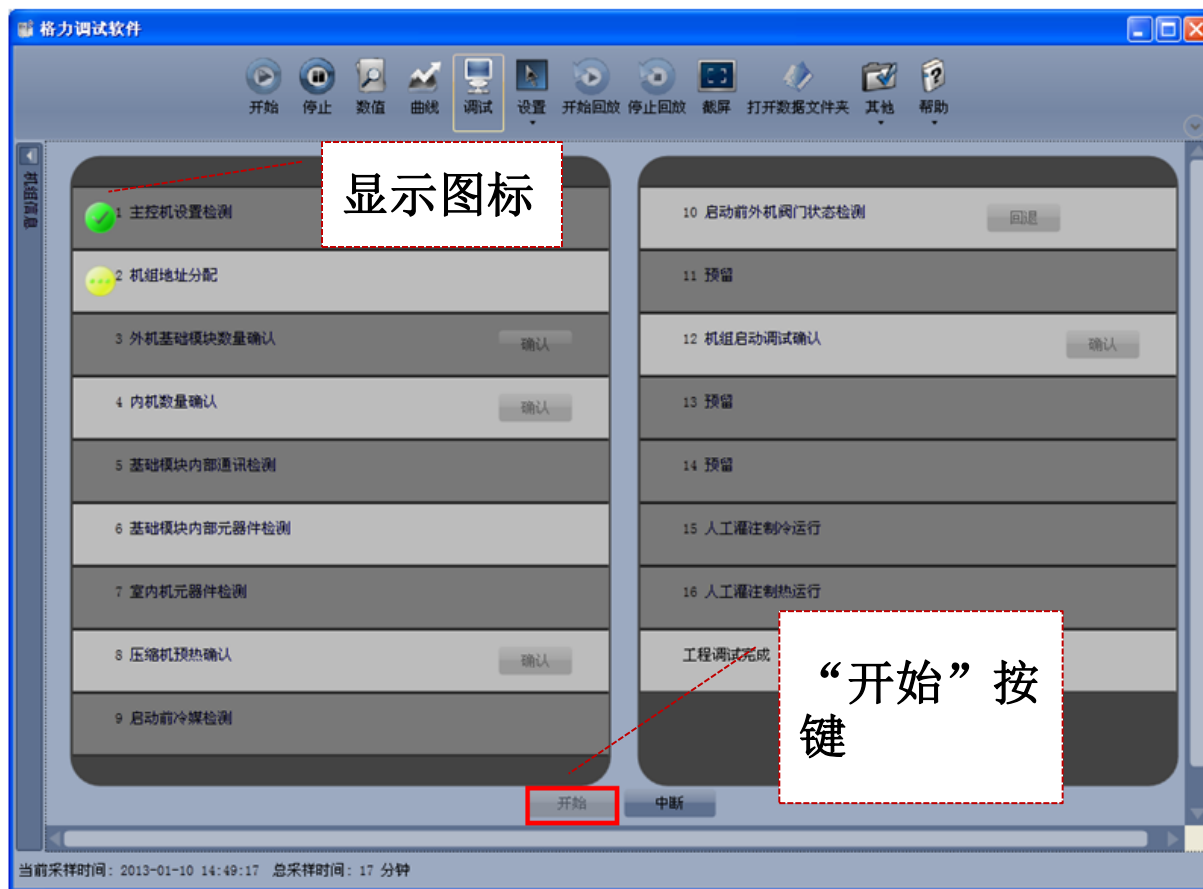 格力调试软件
开始
停止
数值
曲线
调试
设置
开始回放
停止回放
截屏
打开数据文件夹
其他
帮助
机组信息
显示图标
1 主控机设置检测
2 机组地址分配
3 外机基础模块数量确认
确认
4 内机数量确认
确认
5 基础模块内部通讯检测
6 基础模块内部元器件检测
7 室内机元器件检测
8 压缩机预热确认
确认
9 启动前冷媒检测
10 启动前外机阀门状态检测
回退
11 预留
12 机组启动调试确认
确认
13 预留
14 预留
15 人工灌注制冷运行
16 人工灌注制热运行
工程调试完成
“开始”按
键
开始
中断
当前采样时间: 2013-01-10 14:49:17 总采样时间: 17 分钟